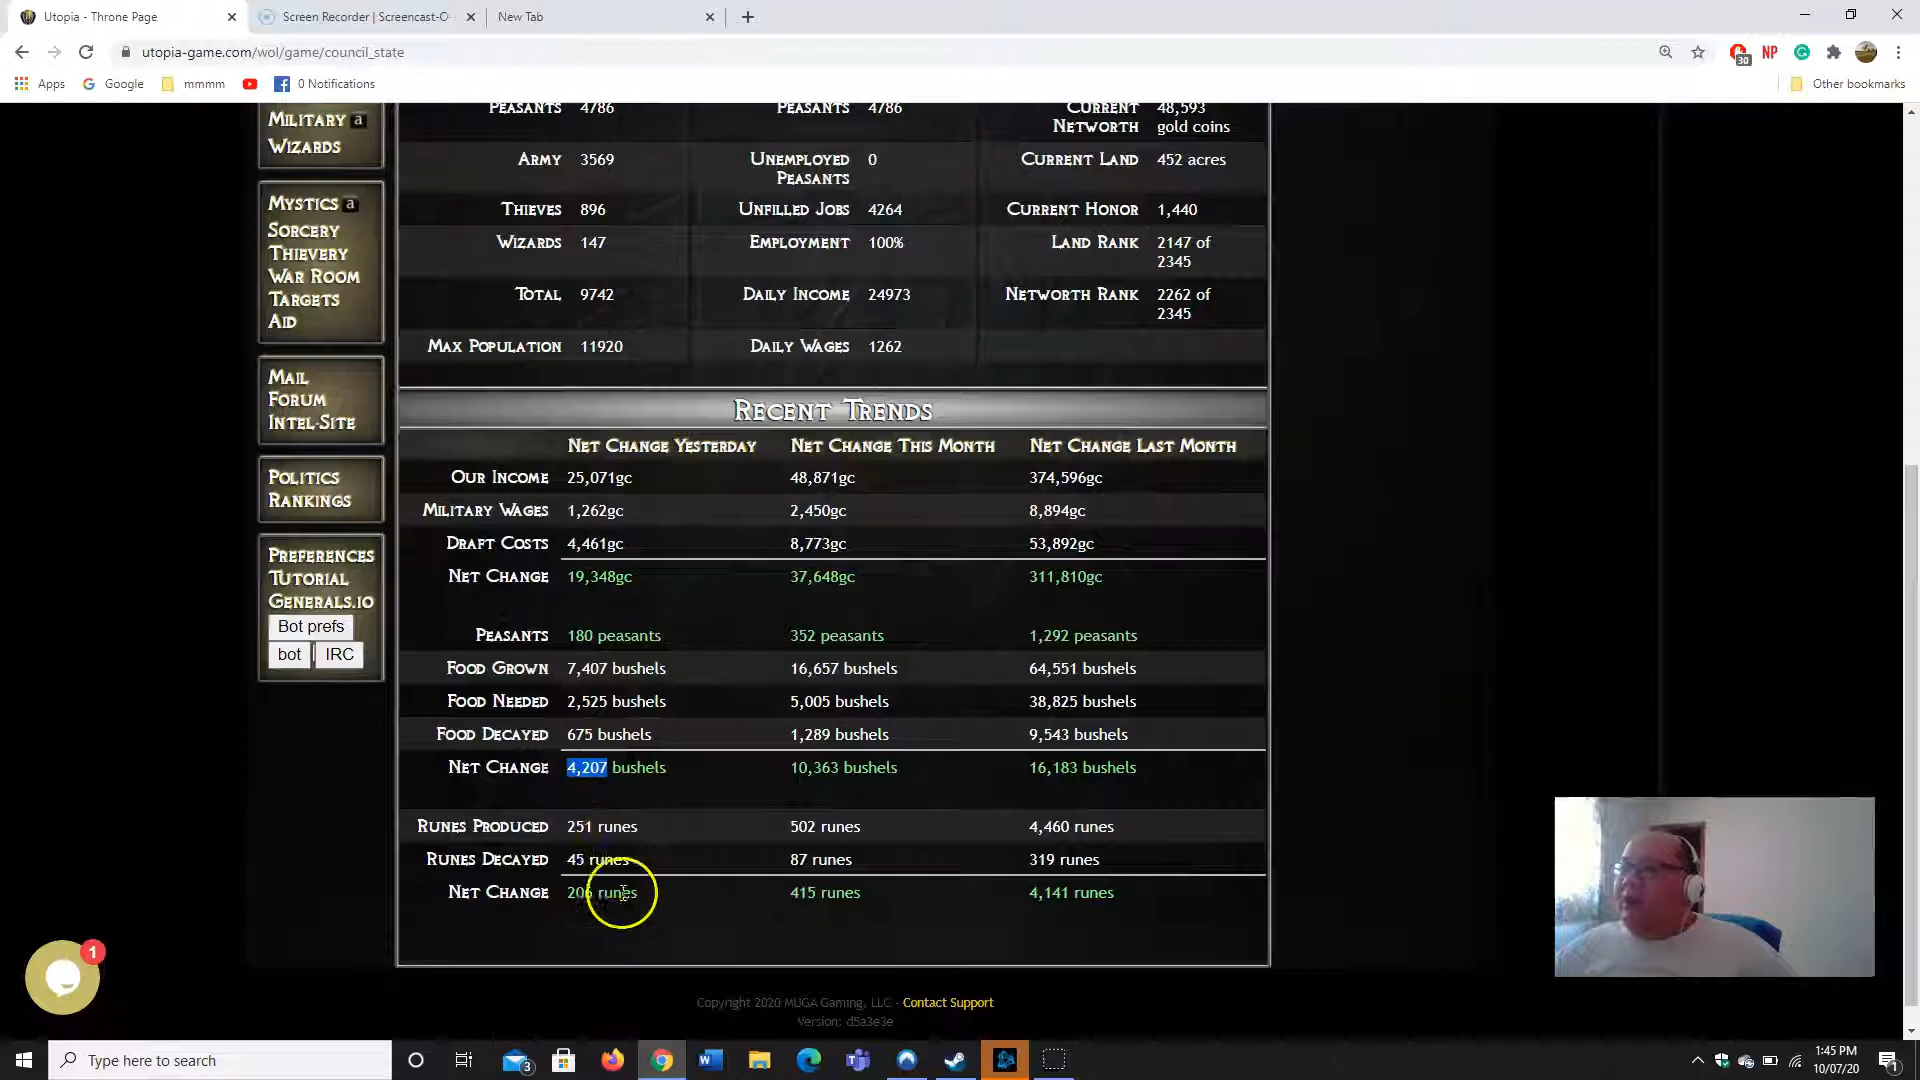 Utopia - Throne Page
Screen Recorder | Screencast-O-
New Tab
utopia-game.com/wol/game/council_state
30
NP
Apps
Google
mmmm
0 Notifications
Other bookmarks
Military a
Wizards
Mystics a
Sorcery
Thievery
War Room
Targets
Aid
Mail
Forum
Intel-Site
Politics
Rankings
Preferences
Tutorial
Generals.io
Bot prefs
bot
IRC
Peasants 4786 Peasants 4786 Current Networth 48,593 gold coins
Army 3569 Unemployed Peasants 0 Current Land 452 acres
Thieves 896 Unfilled Jobs 4264 Current Honor 1,440
Wizards 147 Employment 100% Land Rank 2147 of 2345
Total 9742 Daily Income 24973 Networth Rank 2262 of 2345
Max Population 11920 Daily Wages 1262
Recent Trends
Net Change Yesterday Net Change This Month Net Change Last Month
Our Income 25,071gc 48,871gc 374,596gc
Military Wages 1,262gc 2,450gc 8,894gc
Draft Costs 4,461gc 8,773gc 53,892gc
Net Change 19,348gc 37,648gc 311,810gc
Peasants 180 peasants 352 peasants 1,292 peasants
Food Grown 7,407 bushels 16,657 bushels 64,551 bushels
Food Needed 2,525 bushels 5,005 bushels 38,825 bushels
Food Decayed 675 bushels 1,289 bushels 9,543 bushels
Net Change 4,207 bushels 10,363 bushels 16,183 bushels
Runes Produced 251 runes 502 runes 4,460 runes
Runes Decayed 45 runes 87 runes 319 runes
Net Change 206 runes 415 runes 4,141 runes
1
Copyright 2020 MUGA Gaming, LLC - Contact Support
Version: d5a3e3e
Type here to search
3
1:45 PM
10/07/20
1